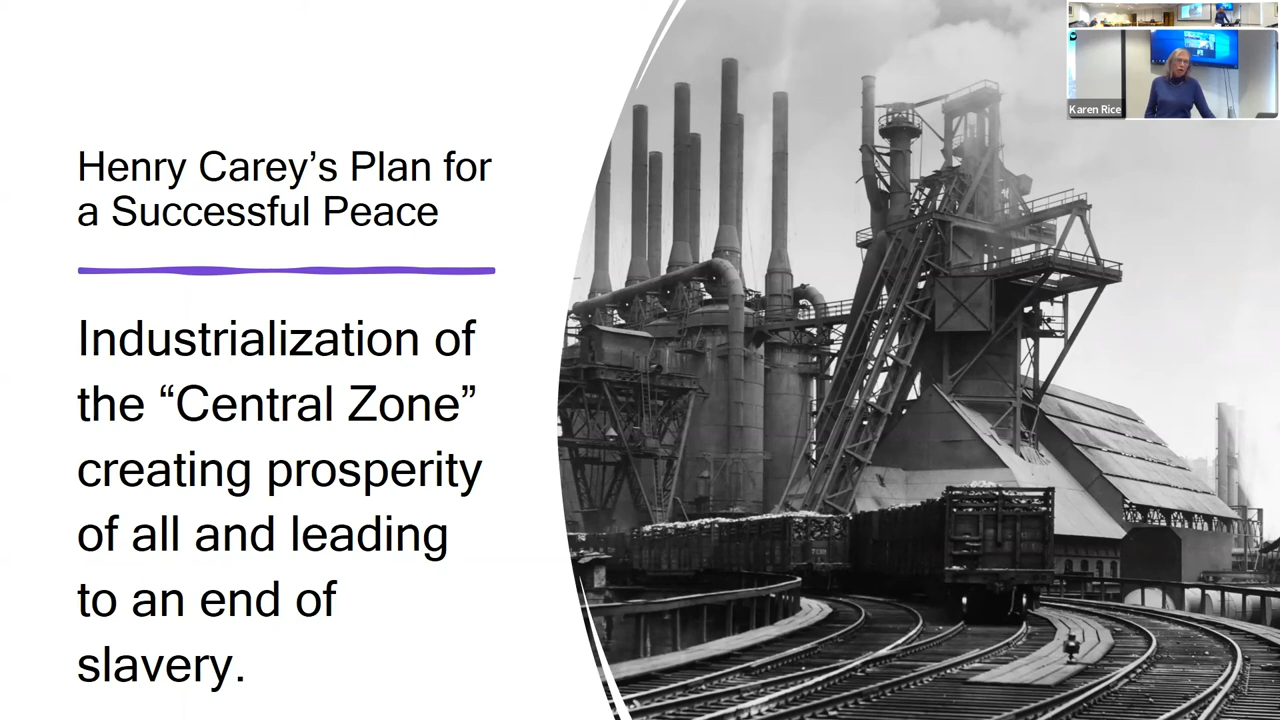 Henry Carey’s Plan for
a Successful Peace
Industrialization of
the “Central Zone”
creating prosperity
of all and leading
to an end of
slavery.
Karen Rice